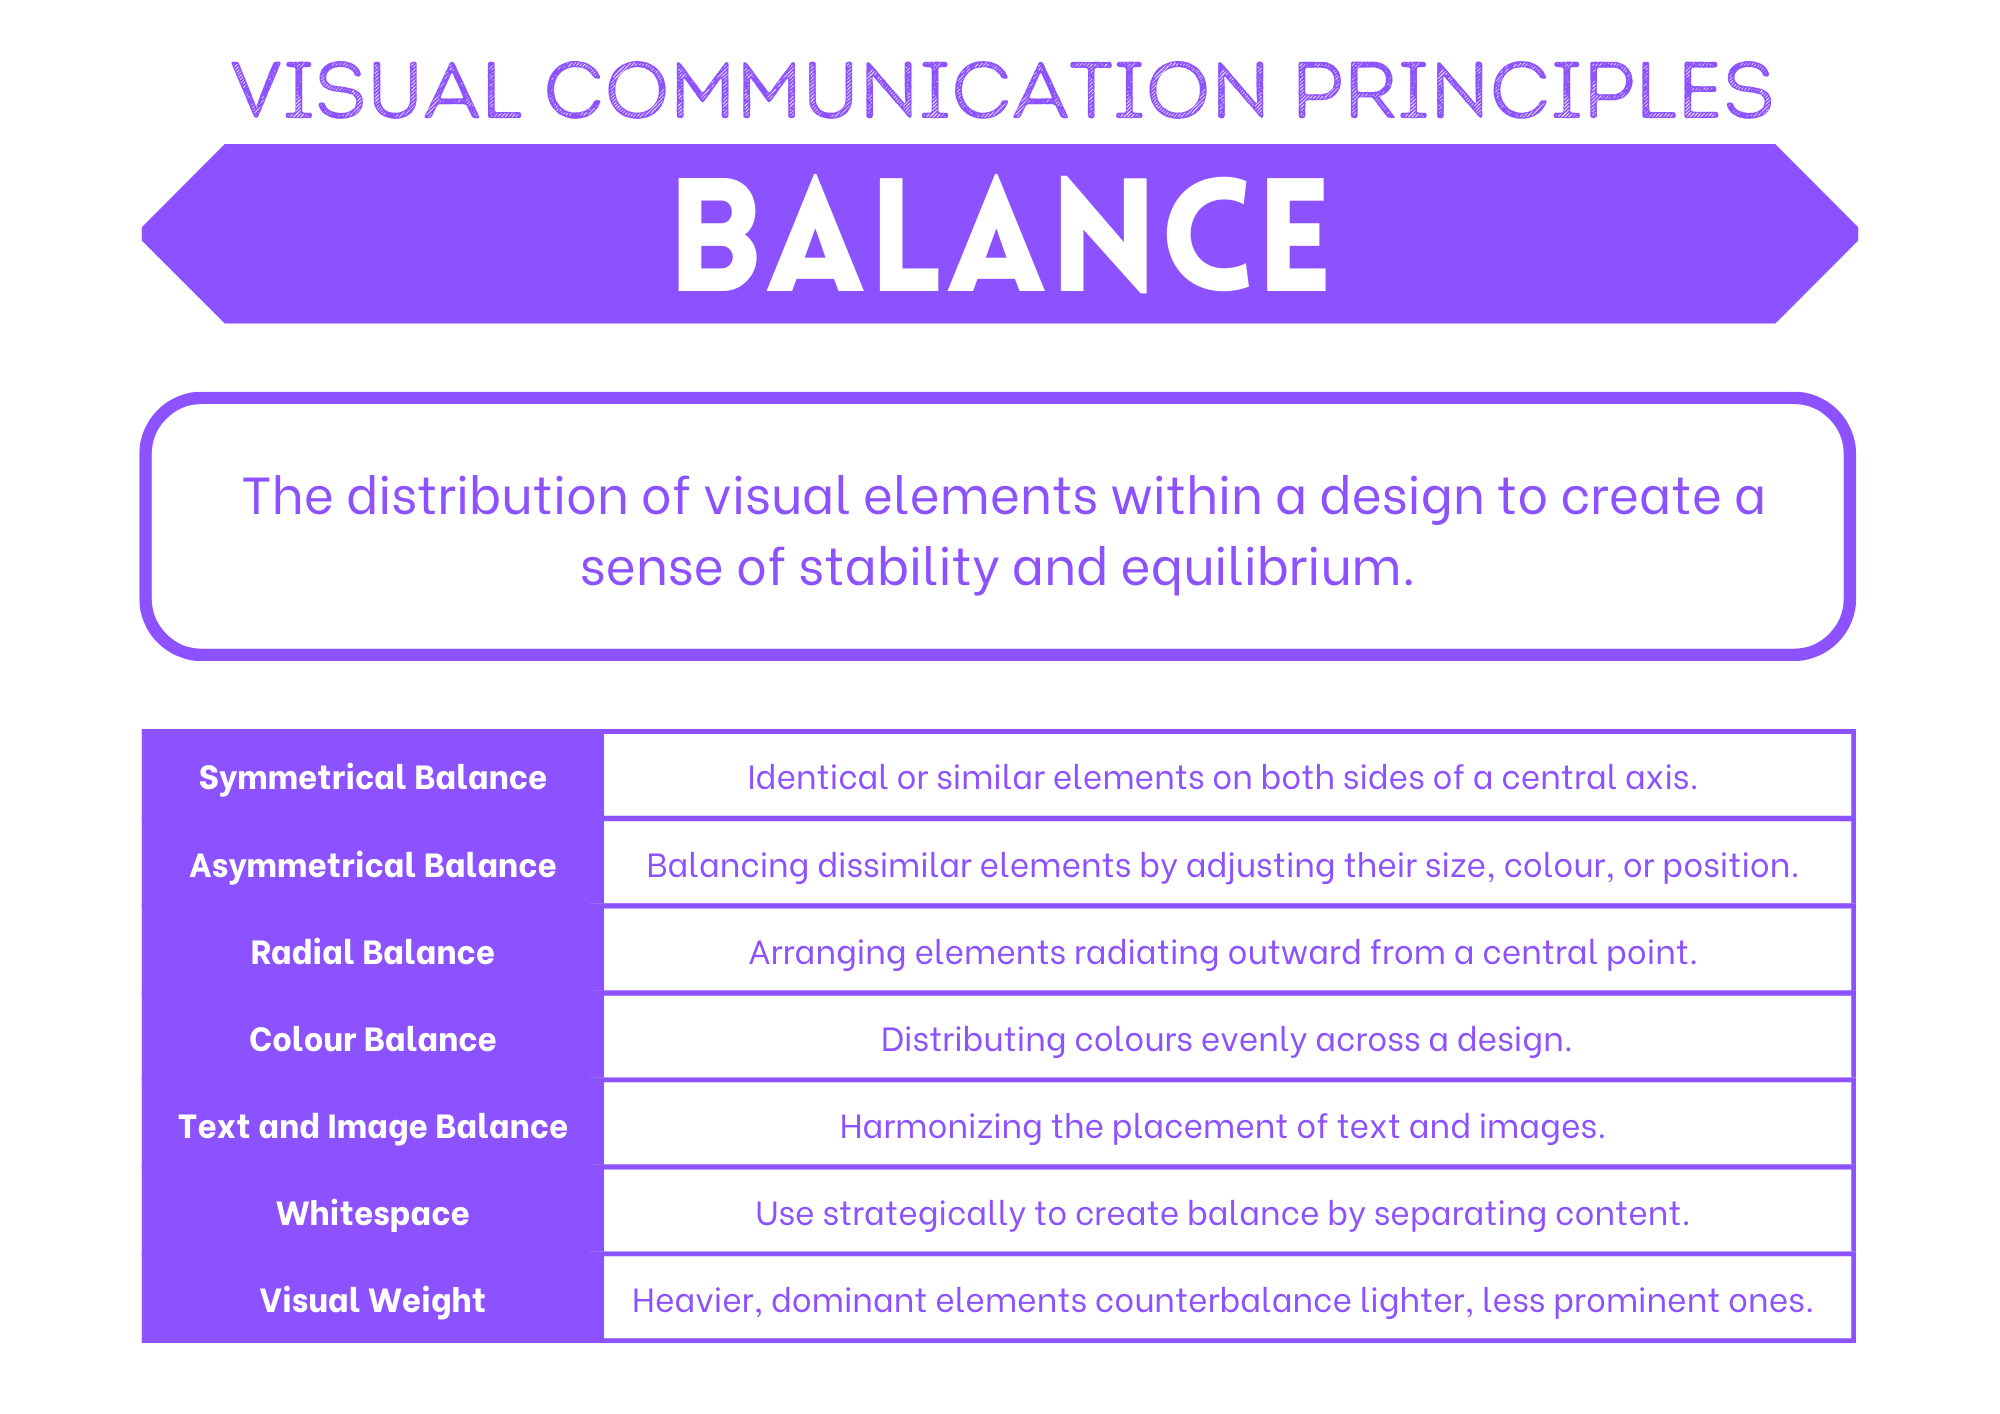 VISUAL COMMUNICATION PRINCIPLES
BALANCE
The distribution of visual elements within a design to create a
sense of stability and equilibrium.
Symmetrical Balance
Identical or similar elements on both sides of a central axis.
Asymmetrical Balance
Balancing dissimilar elements by adjusting their size, colour, or position.
Radial Balance
Arranging elements radiating outward from a central point.
Colour Balance
Distributing colours evenly across a design.
Text and Image Balance
Harmonizing the placement of text and images.
Whitespace
Use strategically to create balance by separating content.
Visual Weight
Heavier, dominant elements counterbalance lighter, less prominent ones.